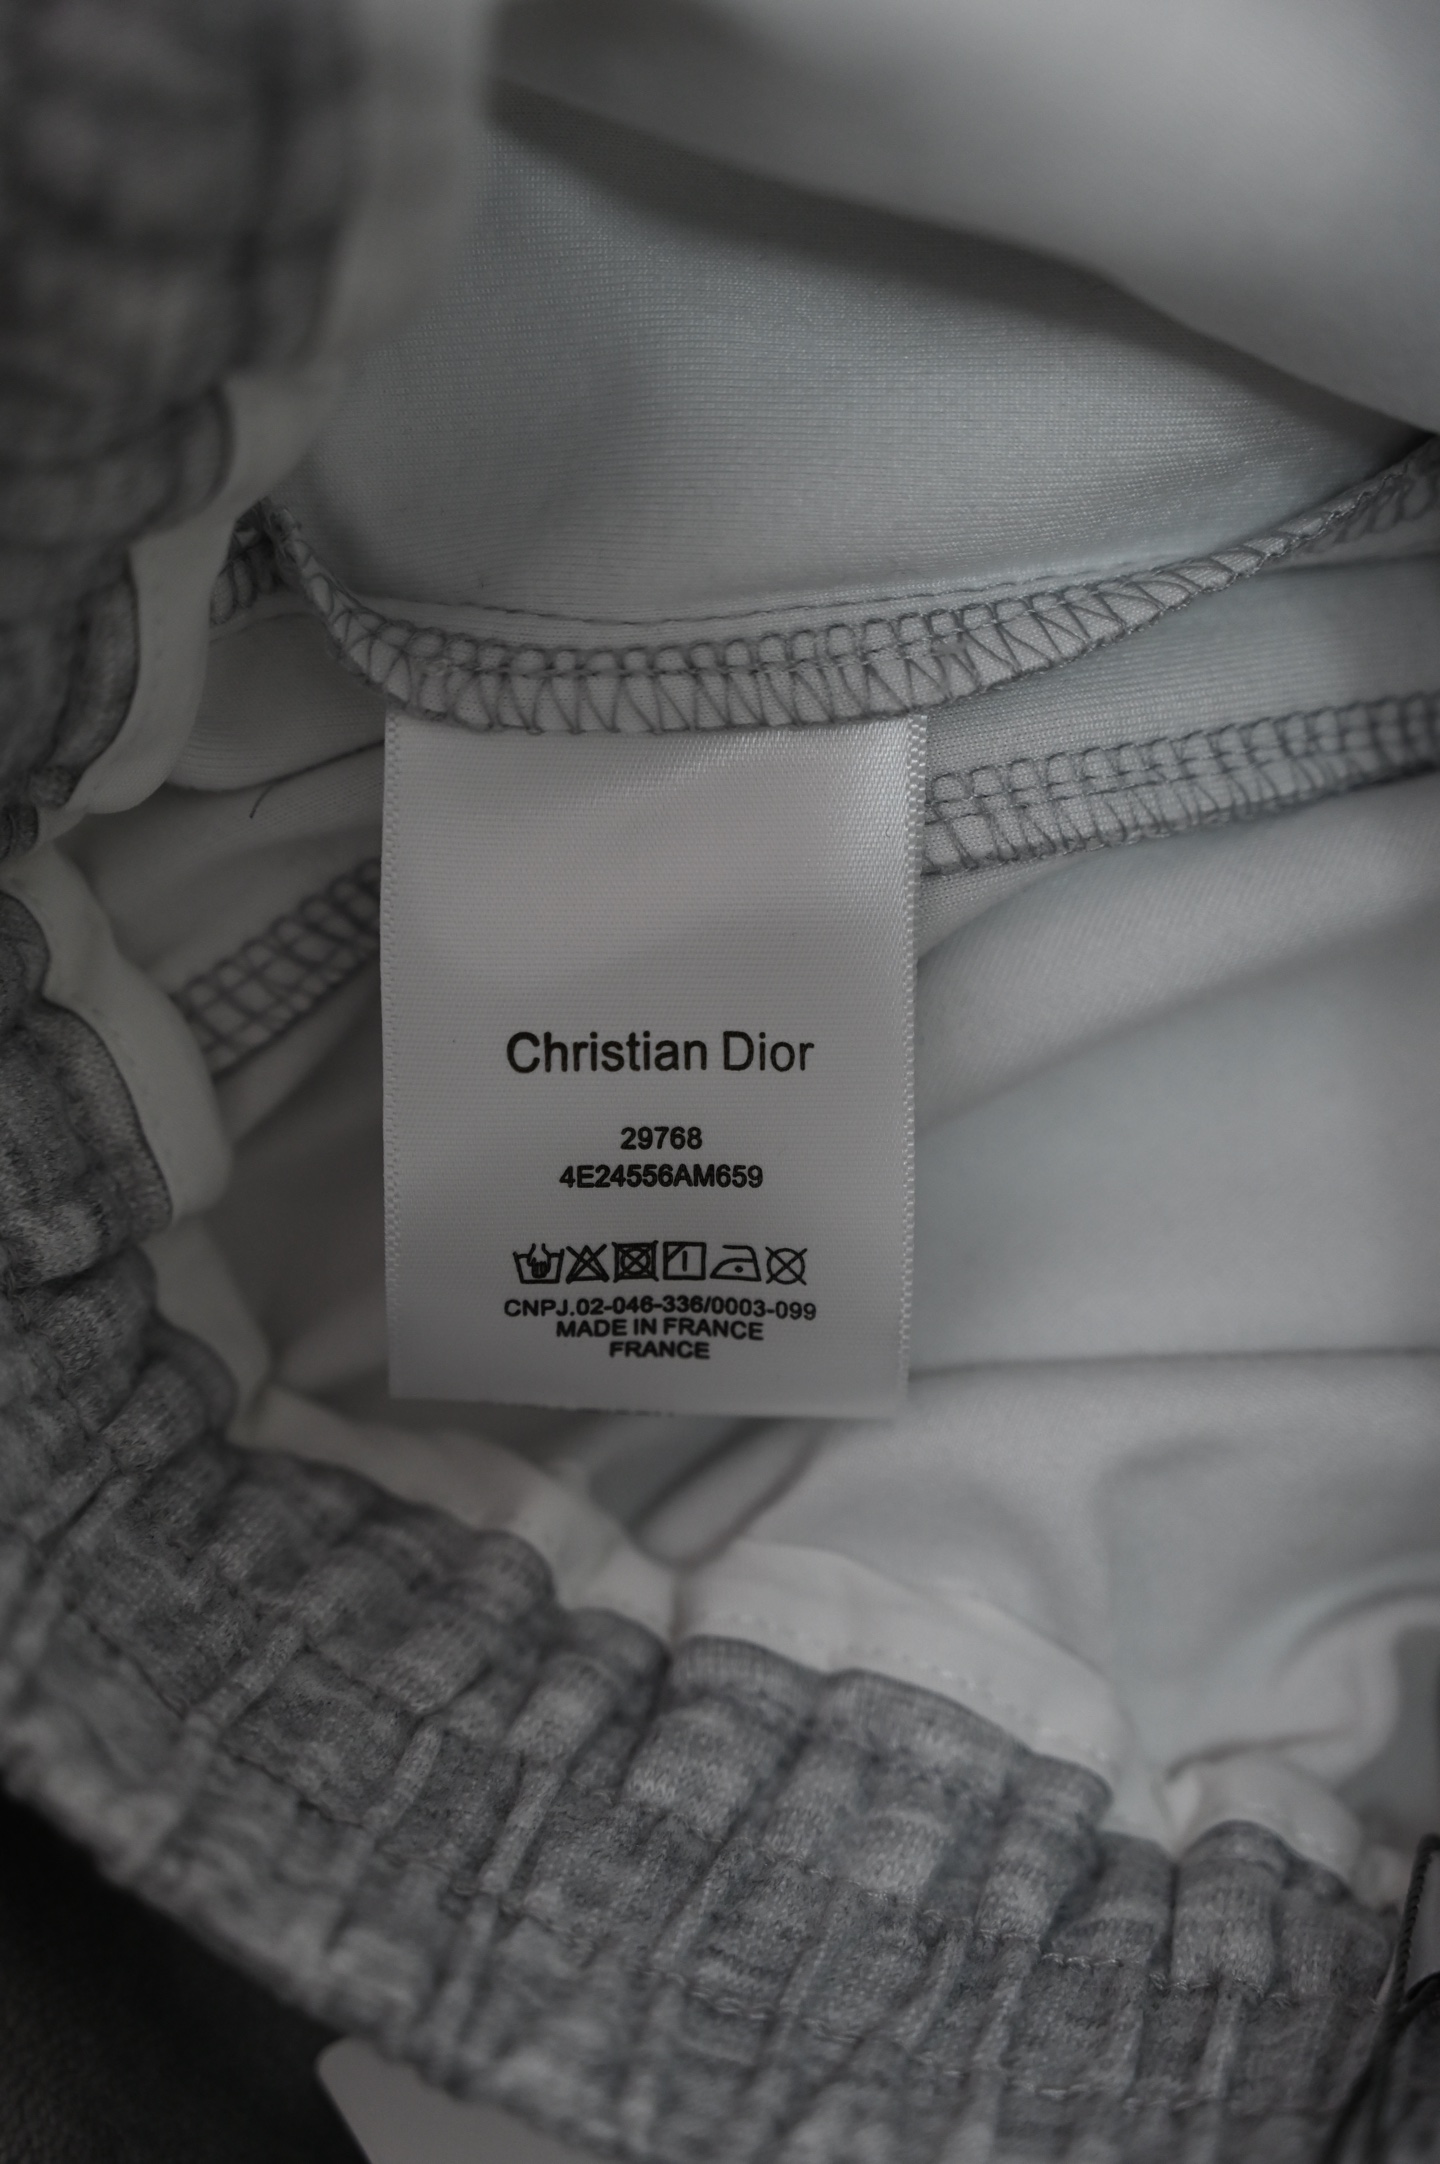 Christian Dior
29768
4E24556AM659
CNPJ.02-046-336/0003-099
MADE IN FRANCE
FRANCE